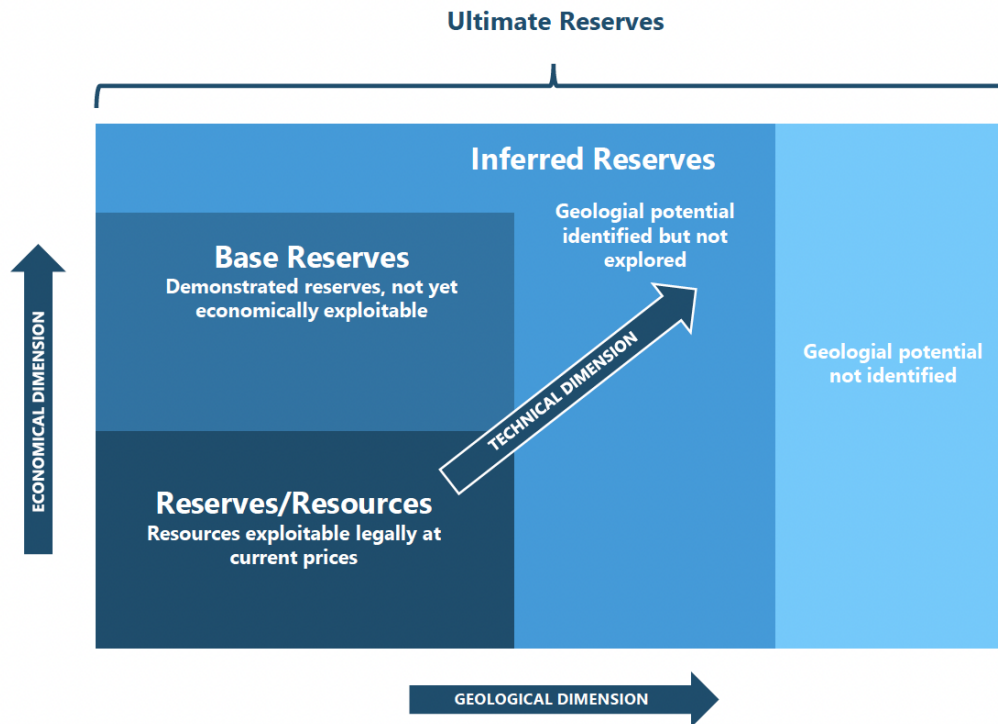 Ultimate Reserves
Inferred Reserves
Geologial potential
identified but not
explored
Base Reserves
Demonstrated reserves, not yet
economically exploitable
Geologial potential
not identified
ECONOMICAL DIMENSION
TECHNICAL DIMENSION
Reserves/Resources
Resources exploitable legally at
current prices
GEOLOGICAL DIMENSION